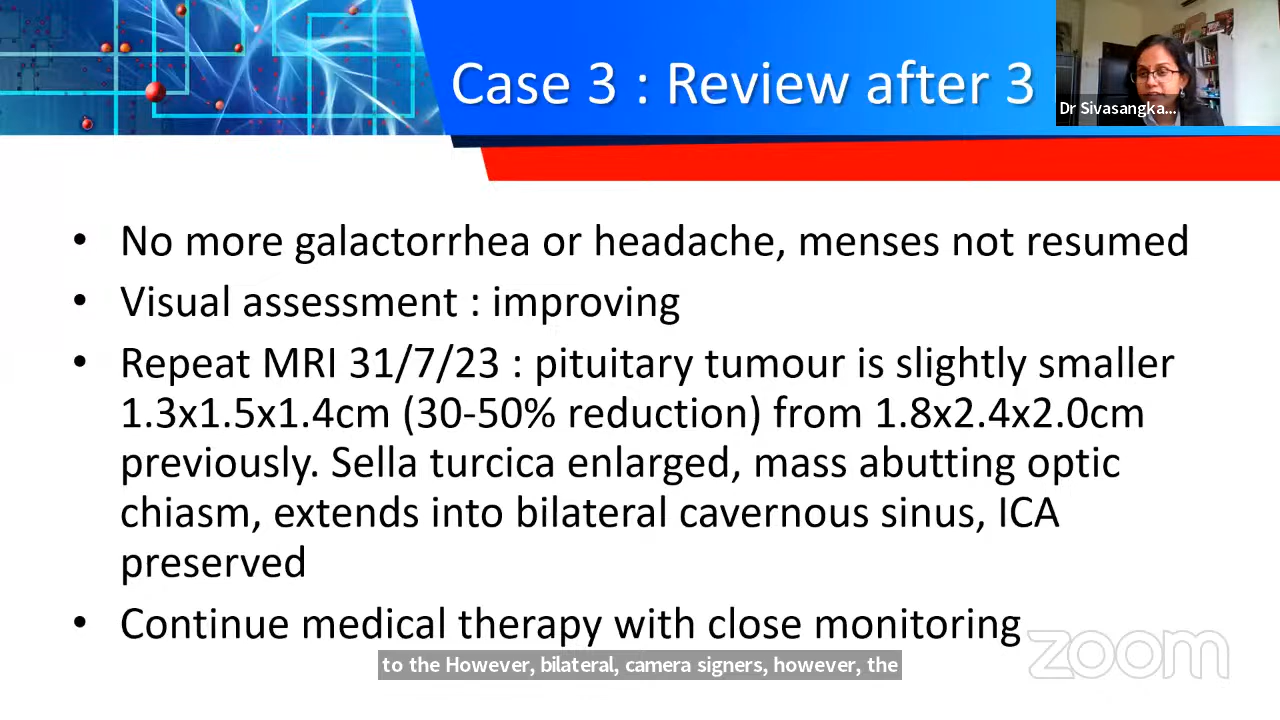 Case 3 : Review after 3
Dr Sivasangka...
• No more galactorrhea or headache, menses not resumed
• Visual assessment : improving
• Repeat MRI 31/7/23 : pituitary tumour is slightly smaller
1.3x1.5x1.4cm (30-50% reduction) from 1.8x2.4x2.0cm
previously. Sella turcica enlarged, mass abutting optic
chiasm, extends into bilateral cavernous sinus, ICA
preserved
• Continue medical therapy with close monitoring
zoom
to the However, bilateral, camera signers, however, the